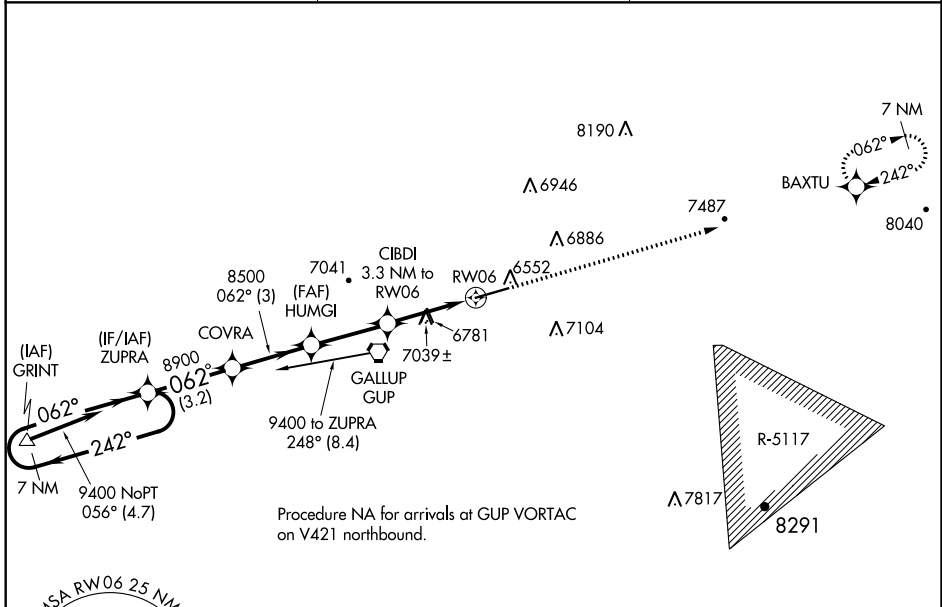 7 NM
8190
062°
242°
BAXTU
6946
7487
8040
6886
CIBDI
3.3 NM to
RW06
7041
8500
062° (3)
(FAF)
HUMGI
RW06
6552
COVRA
(IF/IAF)
ZUPRA
(IAF)
GRINT
8900
062°
(3.2)
6781
7039 ±
7104
GALLUP
GUP
062°
242°
9400 to ZUPRA
248° (8.4)
7 NM
9400 NoPT
056° (4.7)
R-5117
7817
8291
Procedure NA for arrivals at GUP VORTAC
on V421 northbound.
MSA RW06 25 NM